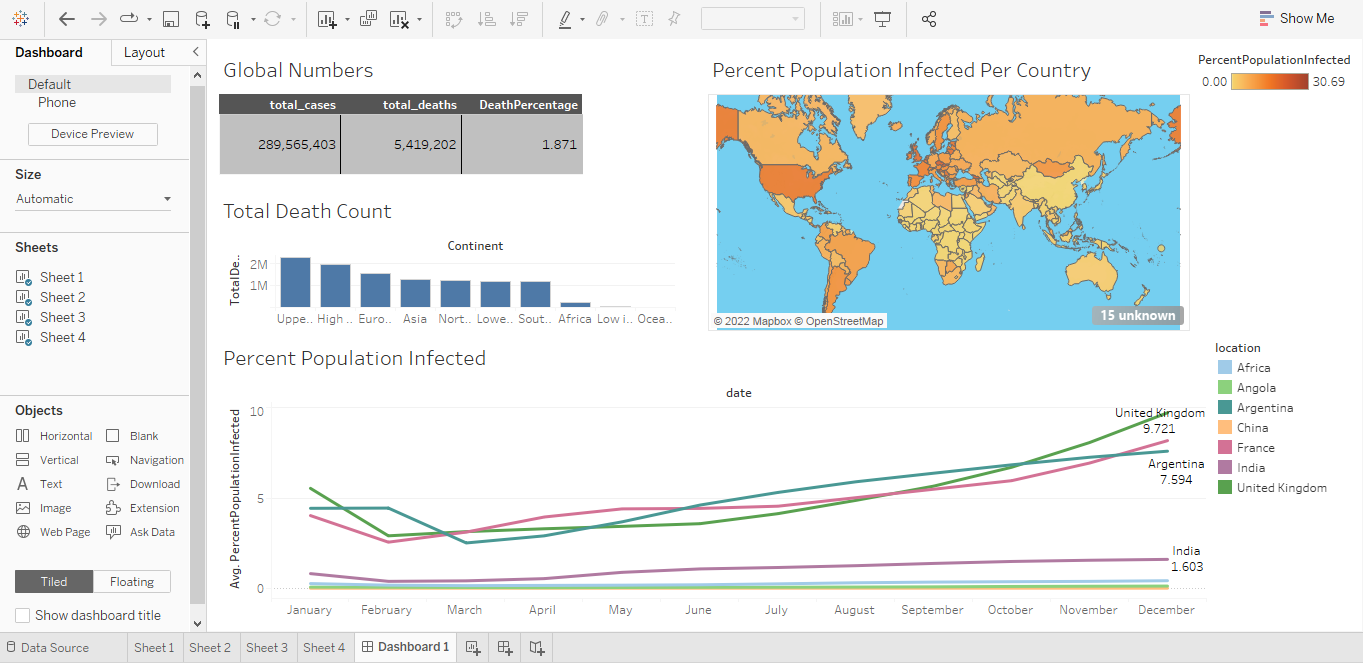 Show Me
Dashboard
Layout
Default
Phone
Device Preview
Size
Automatic
Sheets
Sheet 1
Sheet 2
Sheet 3
Sheet 4
Objects
Horizontal
Blank
Vertical
Navigation
A Text
Download
Image
Extension
Web Page
Ask Data
Tiled
Floating
Show dashboard title
Global Numbers
total_cases total_deaths DeathPercentage
289,565,403 5,419,202 1.871
Total Death Count
Continent
TotalDe..
2M
1M
Uppe.. High .. Euro.. Asia Nort.. Lowe.. Sout.. Africa Low i.. Ocea..
Percent Population Infected Per Country
© 2022 Mapbox © OpenStreetMap
15 unknown
PercentPopulationInfected
0.00 30.69
Percent Population Infected
date
Avg. PercentPopulationInfected
10
5
0
United Kingdom
9.721
Argentina
7.594
India
1.603
January February March April May June July August September October November December
location
Africa
Angola
Argentina
China
France
India
United Kingdom
Data Source Sheet 1 Sheet 2 Sheet 3 Sheet 4 Dashboard 1